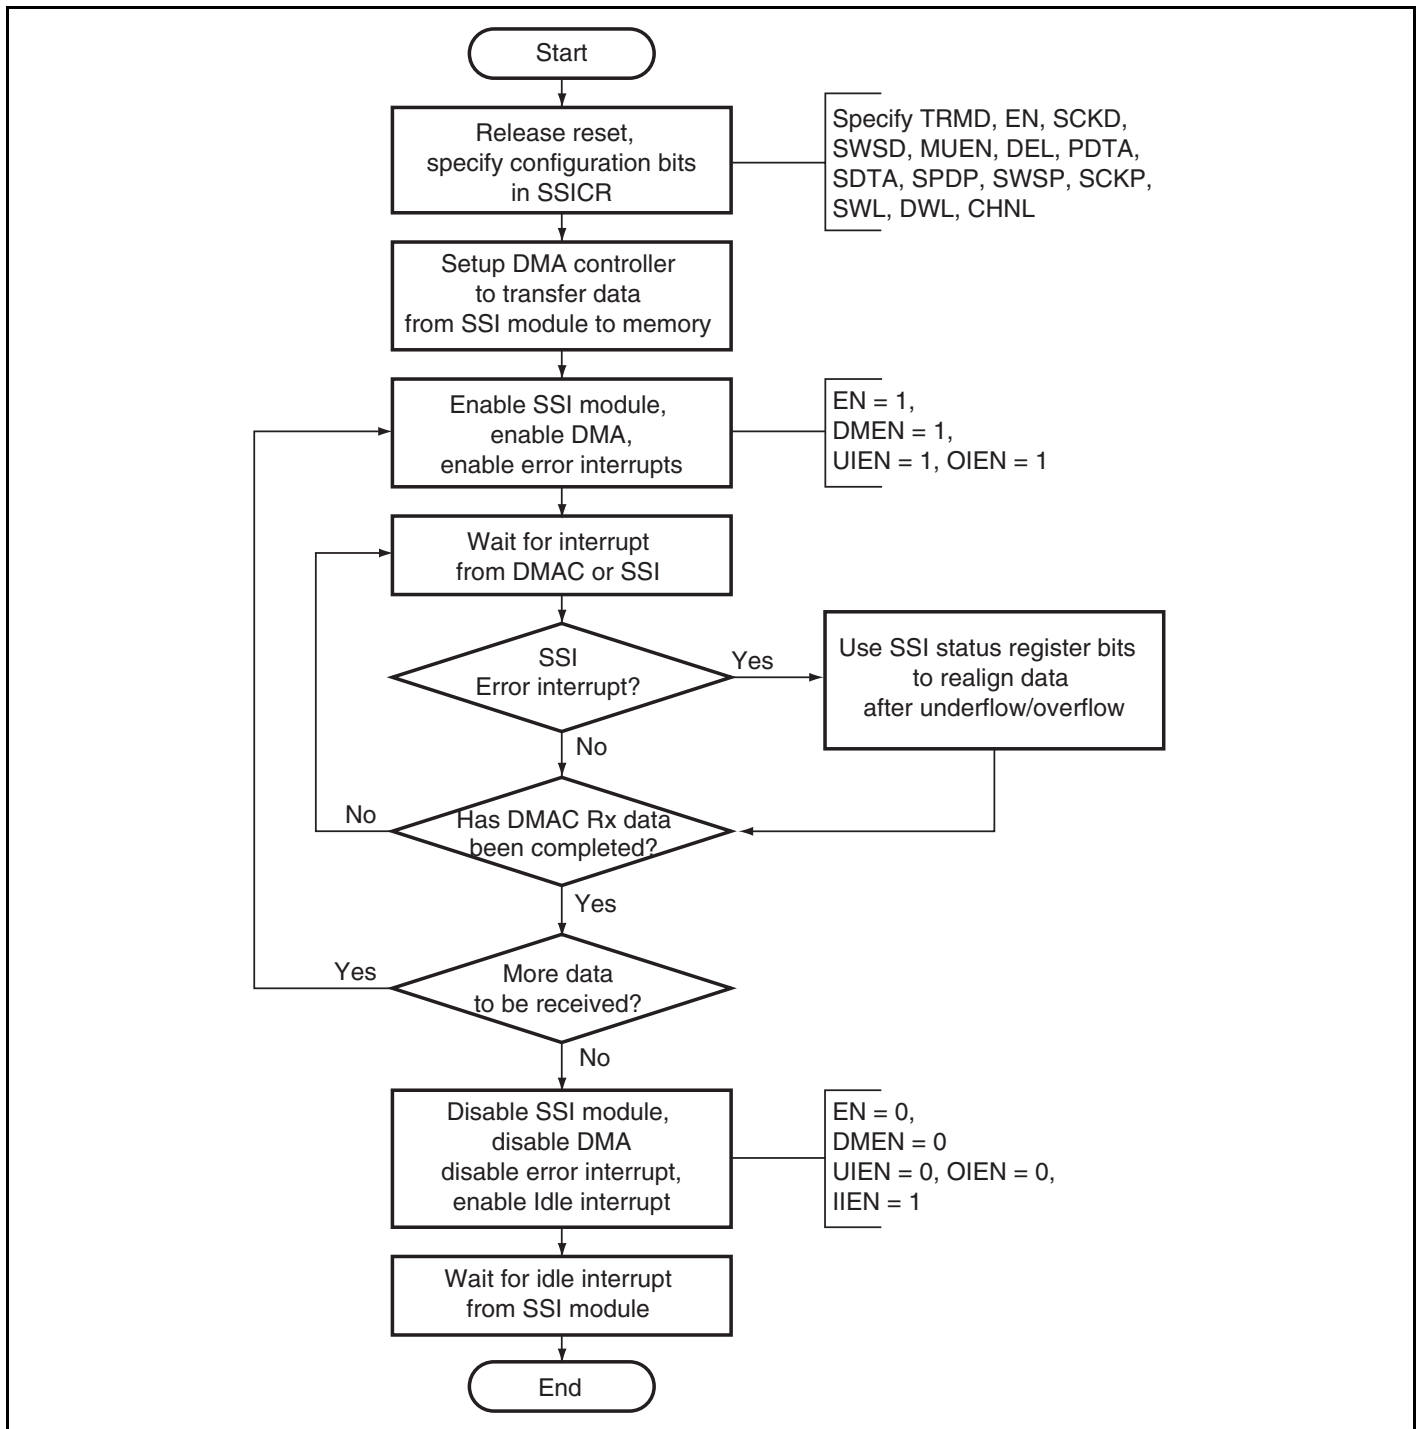 Start
Release reset,
specify configuration bits
in SSICR
Specify TRMD, EN, SCKD,
SWSD, MUEN, DEL, PDTA,
SDTA, SPDP, SWSP, SCKP,
SWL, DWL, CHNL
Setup DMA controller
to transfer data
from SSI module to memory
Enable SSI module,
enable DMA,
enable error interrupts
EN = 1,
DMEN = 1,
UIEN = 1, OIEN = 1
Wait for interrupt
from DMAC or SSI
SSI
Error interrupt?
Yes
Use SSI status register bits
to realign data
after underflow/overflow
No
Has DMAC Rx data
been completed?
No
Yes
More data
to be received?
Yes
No
Disable SSI module,
disable DMA
disable error interrupt,
enable Idle interrupt
EN = 0,
DMEN = 0
UIEN = 0, OIEN = 0,
IIEN = 1
Wait for idle interrupt
from SSI module
End